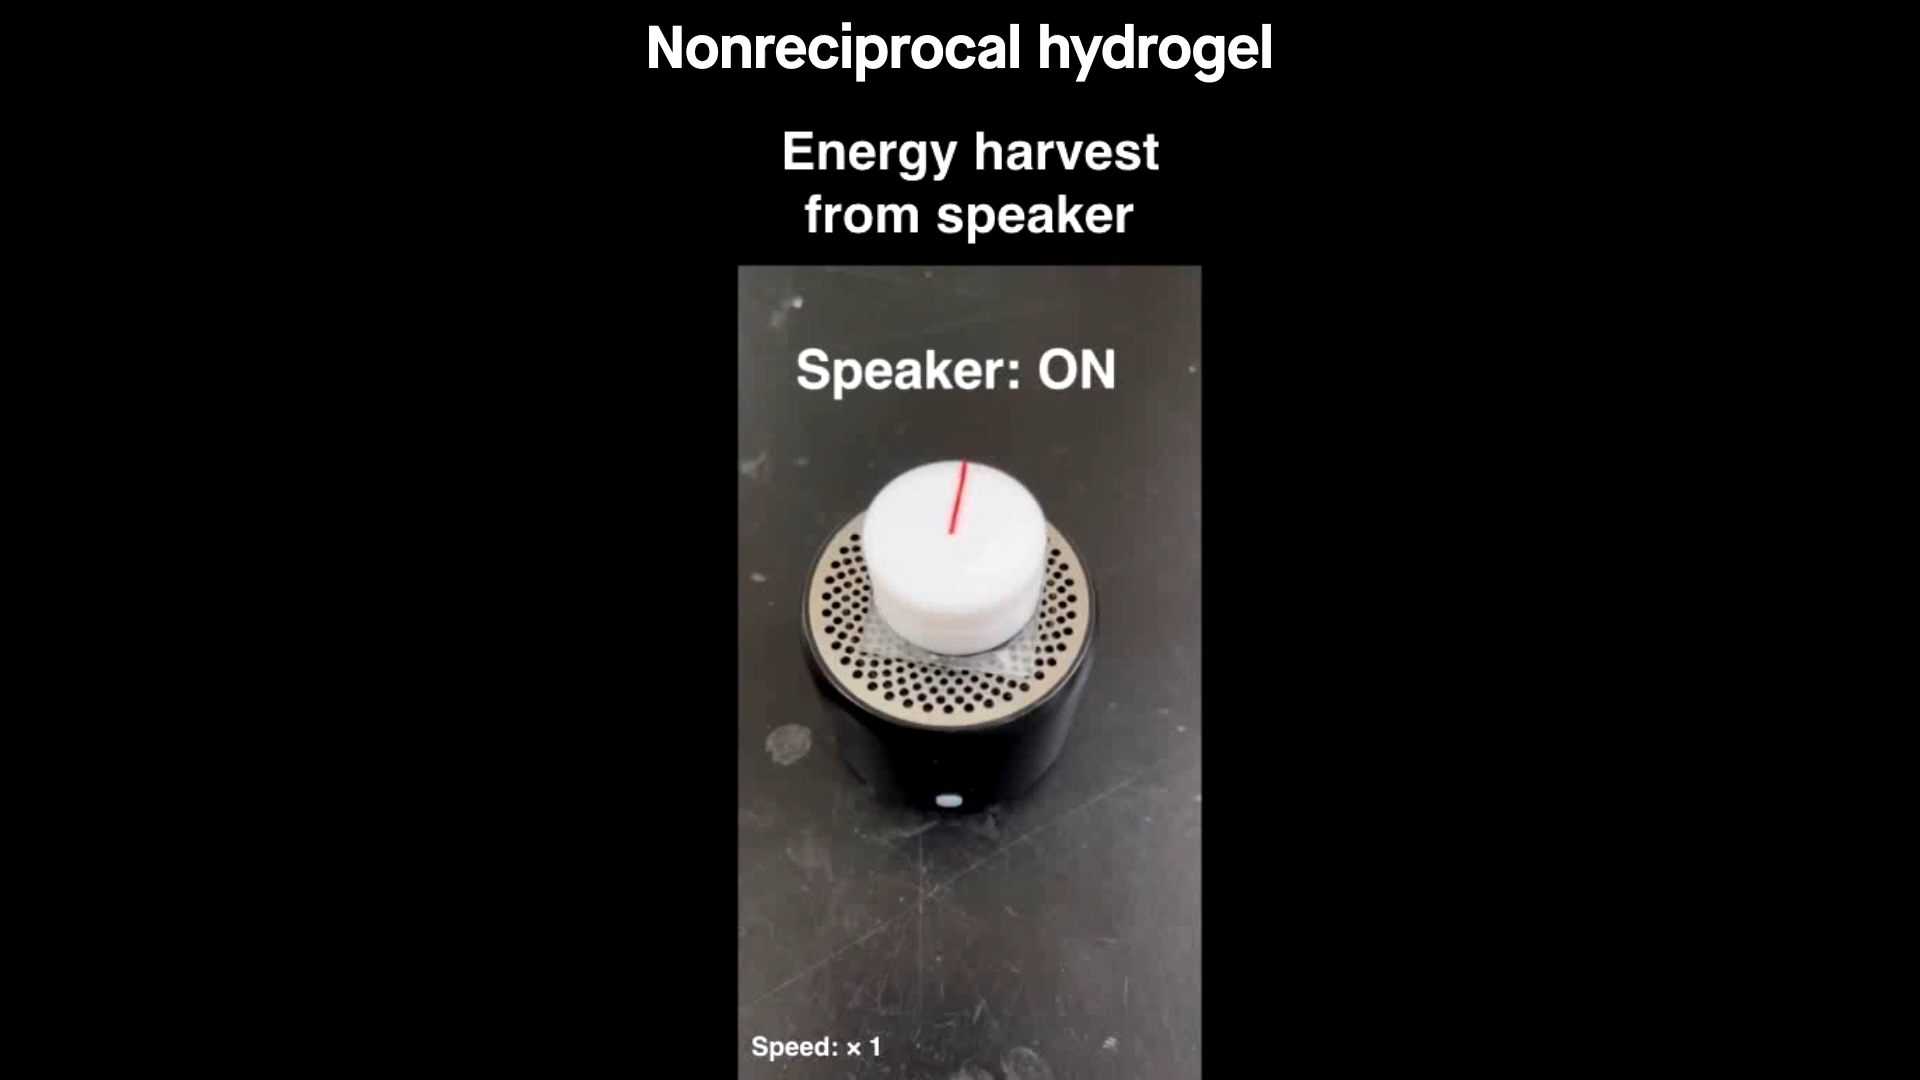 Nonreciprocal hydrogel
Energy harvest
from speaker
Speaker: ON
Speed: × 1